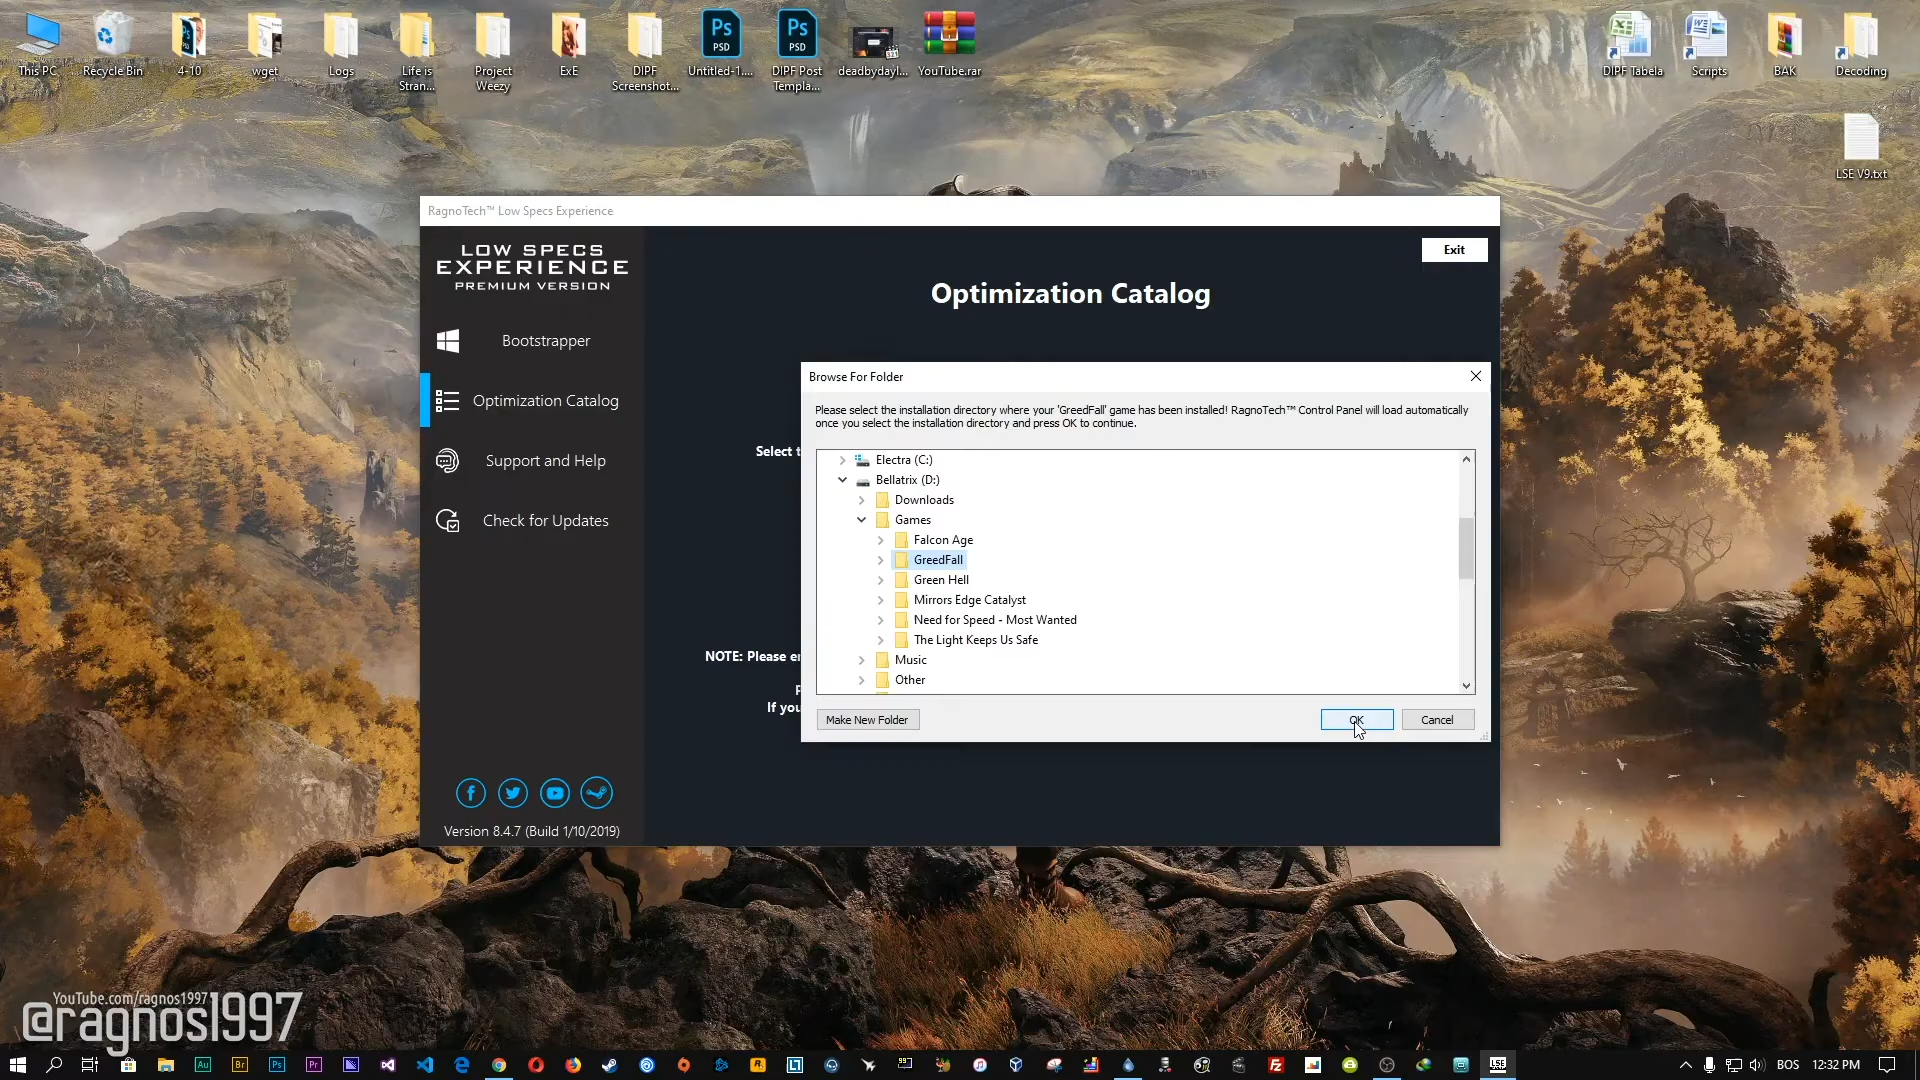 This PC
Recycle Bin
4-10
wget
Logs
Life is
Stran...
Project
Weezy
ExE
DIPF
Screenshot...
Untitled-1....
DIPF Post
Templa...
deadbydayl...
YouTube.rar
DIPF Tabela
Scripts
BAK
Decoding
LSE V9.txt
RagnoTech™ Low Specs Experience
LOW SPECS
EXPERIENCE
PREMIUM VERSION
Exit
Optimization Catalog
Bootstrapper
Optimization Catalog
Support and Help
Check for Updates
Version 8.4.7 (Build 1/10/2019)
Select t
NOTE: Please er
If you
Browse For Folder
Please select the installation directory where your 'GreedFall' game has been installed! RagnoTech™ Control Panel will load automatically
once you select the installation directory and press OK to continue.
Electra (C:)
Bellatrix (D:)
Downloads
Games
Falcon Age
GreedFall
Green Hell
Mirrors Edge Catalyst
Need for Speed - Most Wanted
The Light Keeps Us Safe
Music
Other
Make New Folder
OK
Cancel
YouTube.com/ragnos1997
@ragnos1997
BOS
12:32 PM